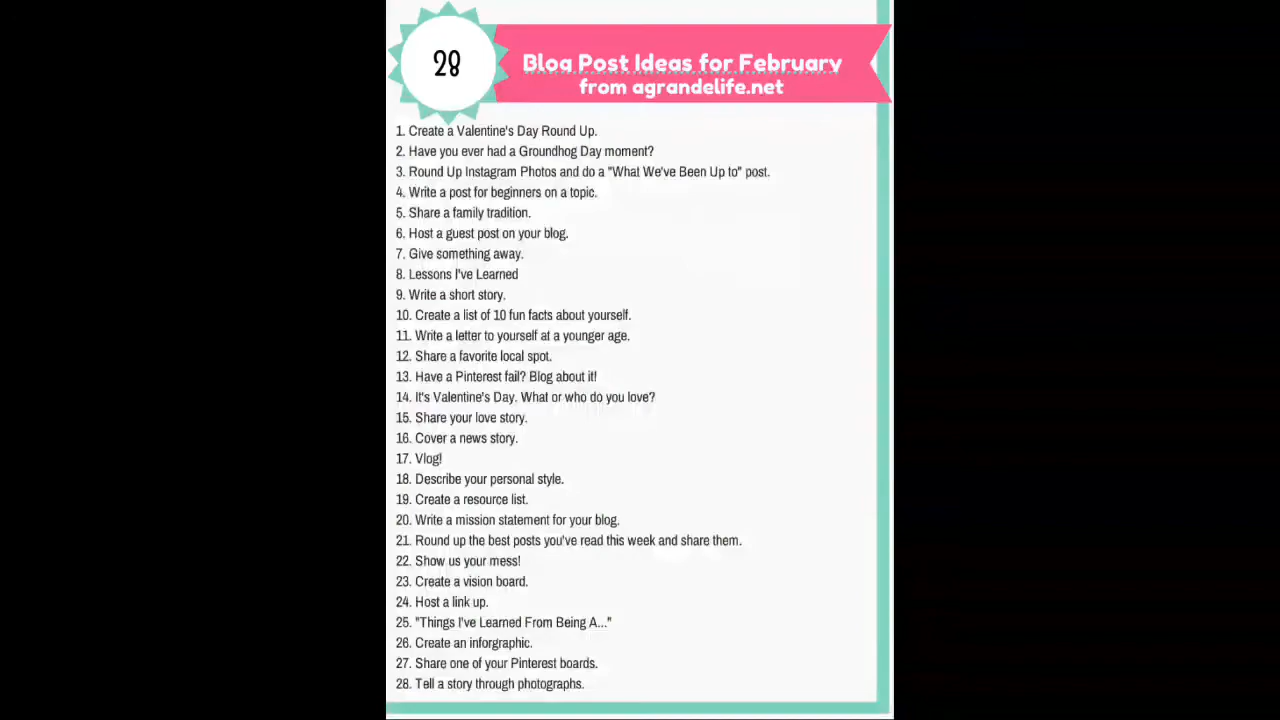 28
Blog Post Ideas for February
from agrandelife.net
1. Create a Valentine's Day Round Up.
2. Have you ever had a Groundhog Day moment?
3. Round Up Instagram Photos and do a "What We've Been Up to" post.
4. Write a post for beginners on a topic.
5. Share a family tradition.
6. Host a guest post on your blog.
7. Give something away.
8. Lessons I've Learned
9. Write a short story.
10. Create a list of 10 fun facts about yourself.
11. Write a letter to yourself at a younger age.
12. Share a favorite local spot.
13. Have a Pinterest fail? Blog about it!
14. It's Valentine's Day. What or who do you love?
15. Share your love story.
16. Cover a news story.
17. Vlog!
18. Describe your personal style.
19. Create a resource list.
20. Write a mission statement for your blog.
21. Round up the best posts you've read this week and share them.
22. Show us your mess!
23. Create a vision board.
24. Host a link up.
25. "Things I've Learned From Being A..."
26. Create an inforgraphic.
27. Share one of your Pinterest boards.
28. Tell a story through photographs.